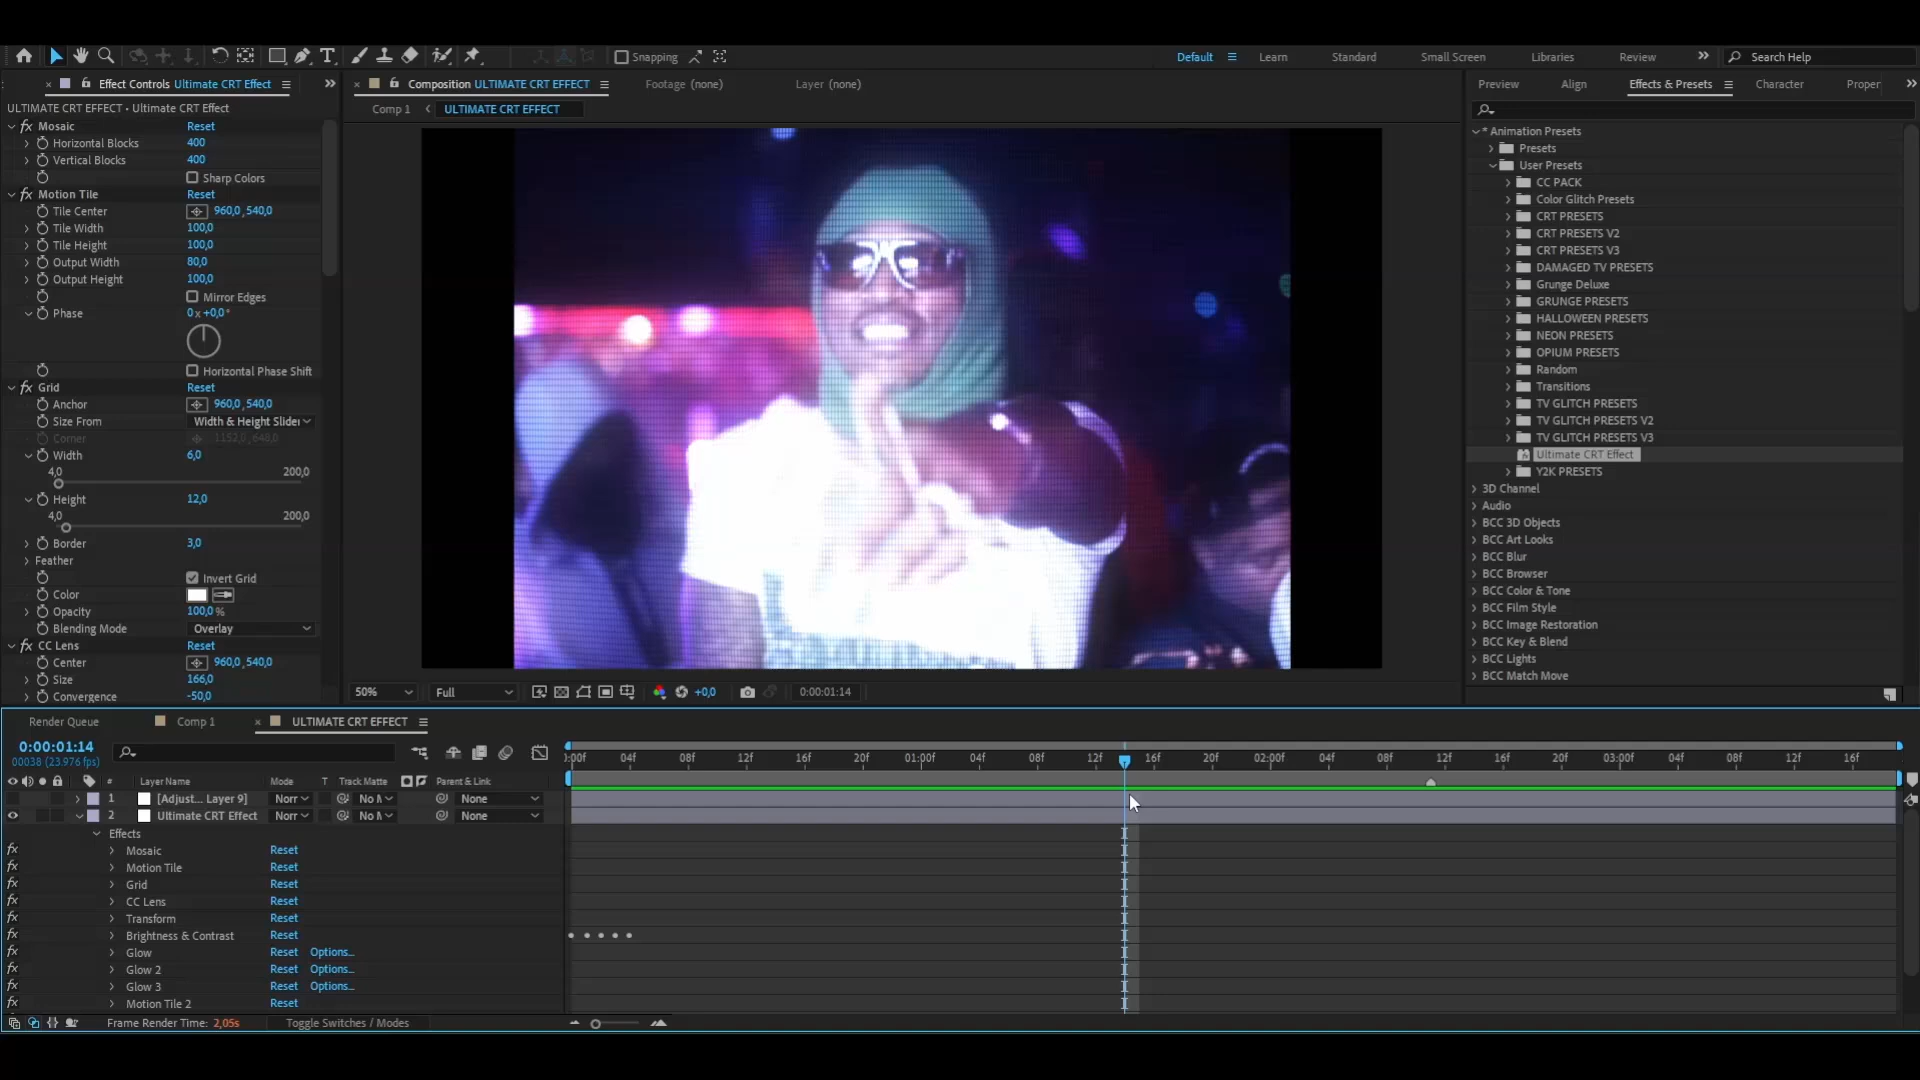 Snapping
Default
Learn
Standard
Small Screen
Libraries
Review
Search Help
Effect Controls Ultimate CRT Effect
Composition ULTIMATE CRT EFFECT
Footage (none)
Layer (none)
Preview
Align
Effects & Presets
Character
Proper
ULTIMATE CRT EFFECT • Ultimate CRT Effect
Comp 1
ULTIMATE CRT EFFECT
fx Mosaic Reset
Horizontal Blocks 400
Vertical Blocks 400
Sharp Colors
fx Motion Tile Reset
Tile Center 960,0 , 540,0
Tile Width 100,0
Tile Height 100,0
Output Width 80,0
Output Height 100,0
Mirror Edges
Phase 0 x +0,0 °
Horizontal Phase Shift
fx Grid Reset
Anchor 960,0 , 540,0
Size From Width & Height Slider
Corner 1152,0 , 648,0
Width 6,0
4,0 200,0
Height 12,0
4,0 200,0
Border 3,0
Feather
Invert Grid
Color
Opacity 100,0 %
Blending Mode Overlay
fx CC Lens Reset
Center 960,0 , 540,0
Size 166,0
Convergence -50,0
50%
Full
+0,0
0:00:01:14
* Animation Presets
Presets
User Presets
CC PACK
Color Glitch Presets
CRT PRESETS
CRT PRESETS V2
CRT PRESETS V3
DAMAGED TV PRESETS
Grunge Deluxe
GRUNGE PRESETS
HALLOWEEN PRESETS
NEON PRESETS
OPIUM PRESETS
Random
Transitions
TV GLITCH PRESETS
TV GLITCH PRESETS V2
TV GLITCH PRESETS V3
Ultimate CRT Effect
Y2K PRESETS
3D Channel
Audio
BCC 3D Objects
BCC Art Looks
BCC Blur
BCC Browser
BCC Color & Tone
BCC Film Style
BCC Image Restoration
BCC Key & Blend
BCC Lights
BCC Match Move
Render Queue
Comp 1
ULTIMATE CRT EFFECT
0:00:01:14
00038 (23.976 fps)
):00f 04f 08f 12f 16f 20f 01:00f 04f 08f 12f 16f 20f 02:00f 04f 08f 12f 16f 20f 03:00f 04f 08f 12f 16f
# Layer Name Mode T Track Matte Parent & Link
1 [Adjust... Layer 9] Norr No M None
2 Ultimate CRT Effect Norr No M None
Effects
fx Mosaic Reset
fx Motion Tile Reset
fx Grid Reset
fx CC Lens Reset
fx Transform Reset
fx Brightness & Contrast Reset
fx Glow Reset Options...
fx Glow 2 Reset Options...
fx Glow 3 Reset Options...
fx Motion Tile 2 Reset
Frame Render Time: 2,05s
Toggle Switches / Modes